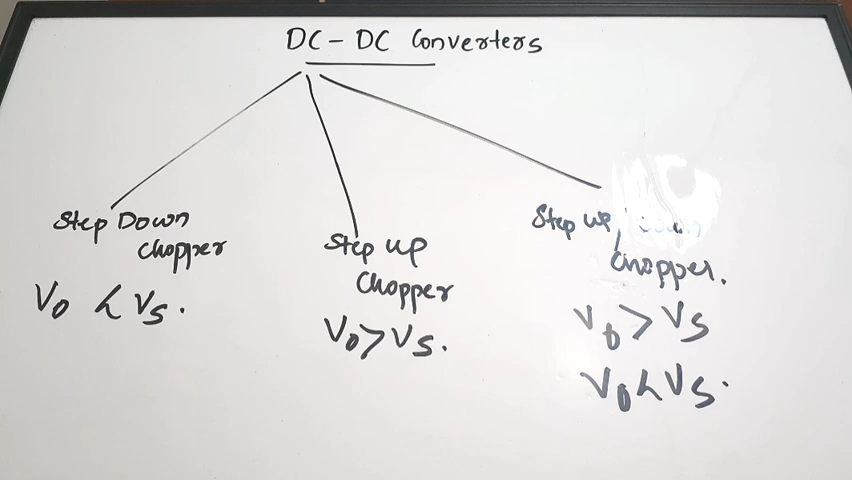 DC - DC Converters
Step Down
Chopper
V0 < Vs.
Step up
Chopper
V0 > Vs.
Step up/Down
Chopper.
V0 > Vs
V0 < Vs.